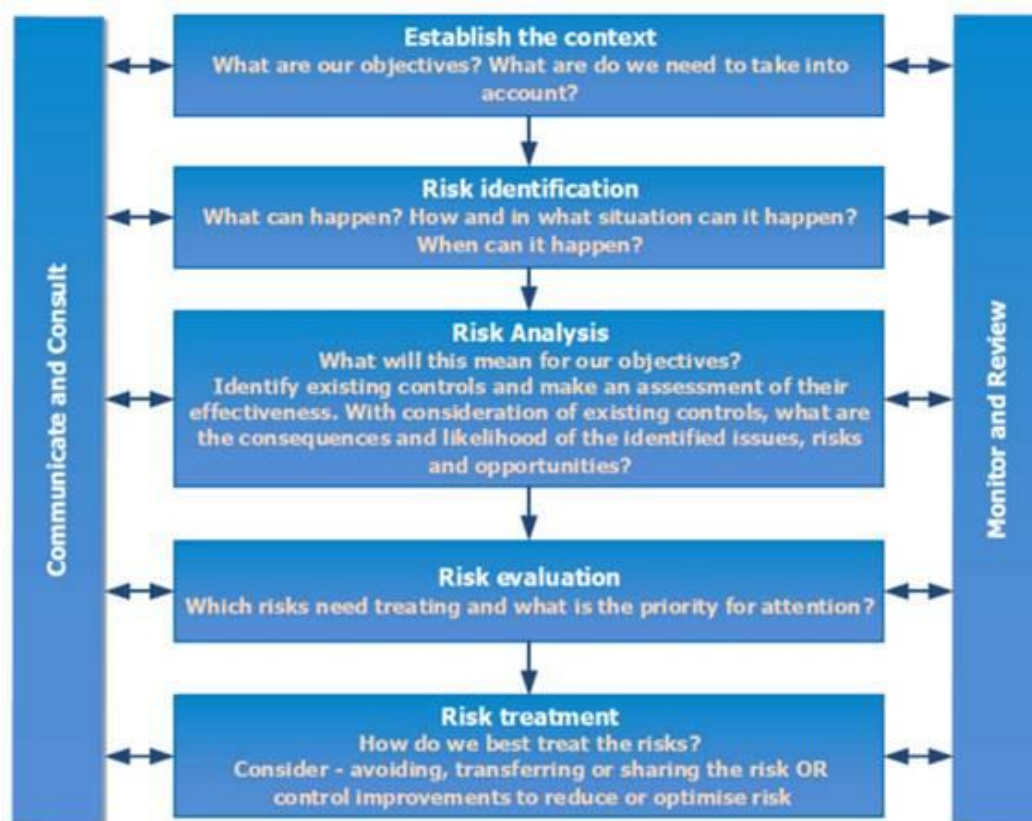 Communicate and Consult
Establish the context
What are our objectives? What are do we need to take into
account?
Risk identification
What can happen? How and in what situation can it happen?
When can it happen?
Risk Analysis
What will this mean for our objectives?
Identify existing controls and make an assessment of their
effectiveness. With consideration of existing controls, what are
the consequences and likelihood of the identified issues, risks
and opportunities?
Risk evaluation
Which risks need treating and what is the priority for attention?
Risk treatment
How do we best treat the risks?
Consider - avoiding, transferring or sharing the risk OR
control improvements to reduce or optimise risk
Monitor and Review